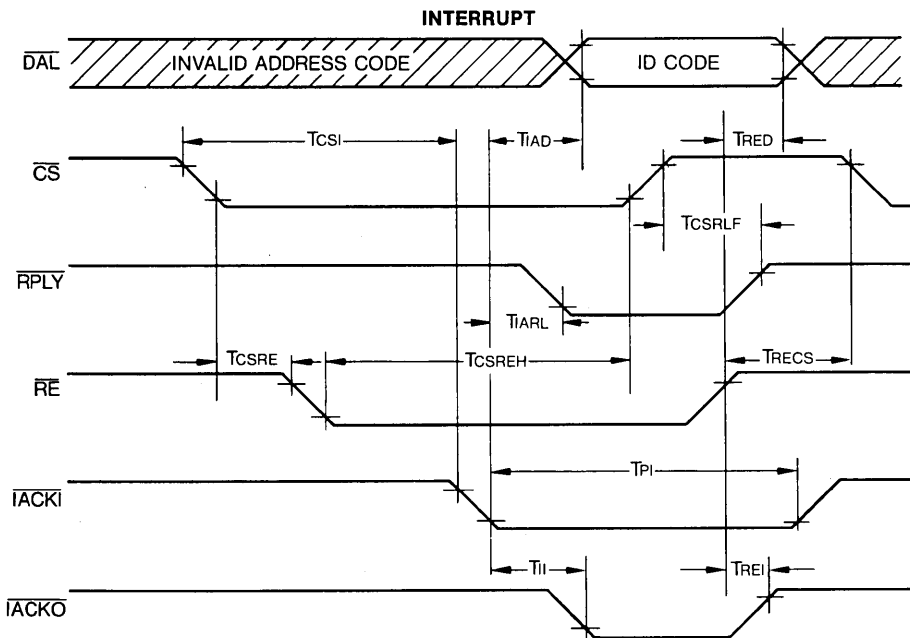 INTERRUPT
DAL
INVALID ADDRESS CODE
ID CODE
TCSI
TIAD
TRED
CS
TCSRLF
RPLY
TIARL
TCSRE
TCSREH
TRECS
RE
TPI
IACKI
TII
TREI
IACKO